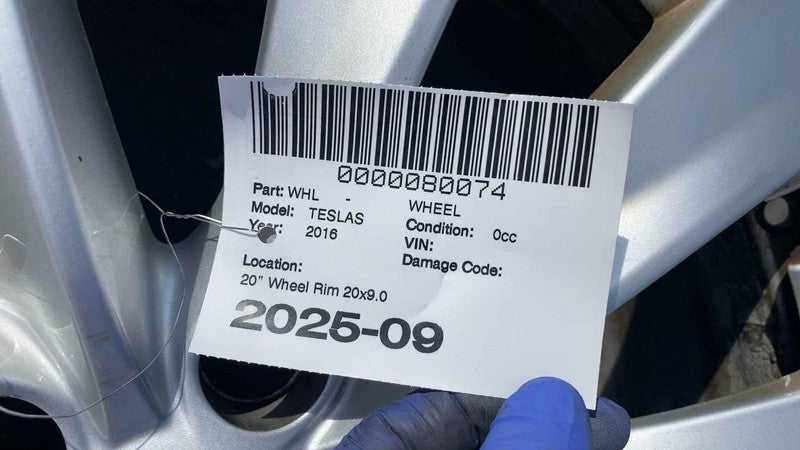 0000080074
Part: WHL - WHEEL
Model: TESLAS Condition: 0cc
Year: 2016 VIN:
Location: Damage Code:
20" Wheel Rim 20x9.0
2025-09